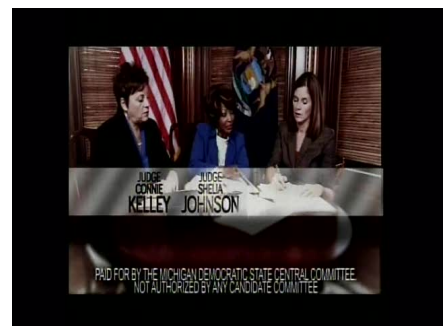 JUDGE
CONNIE
KELLEY
JUDGE
SHELIA
JOHNSON
PAID FOR BY THE MICHIGAN DEMOCRATIC STATE CENTRAL COMMITTEE.
NOT AUTHORIZED BY ANY CANDIDATE COMMITTEE